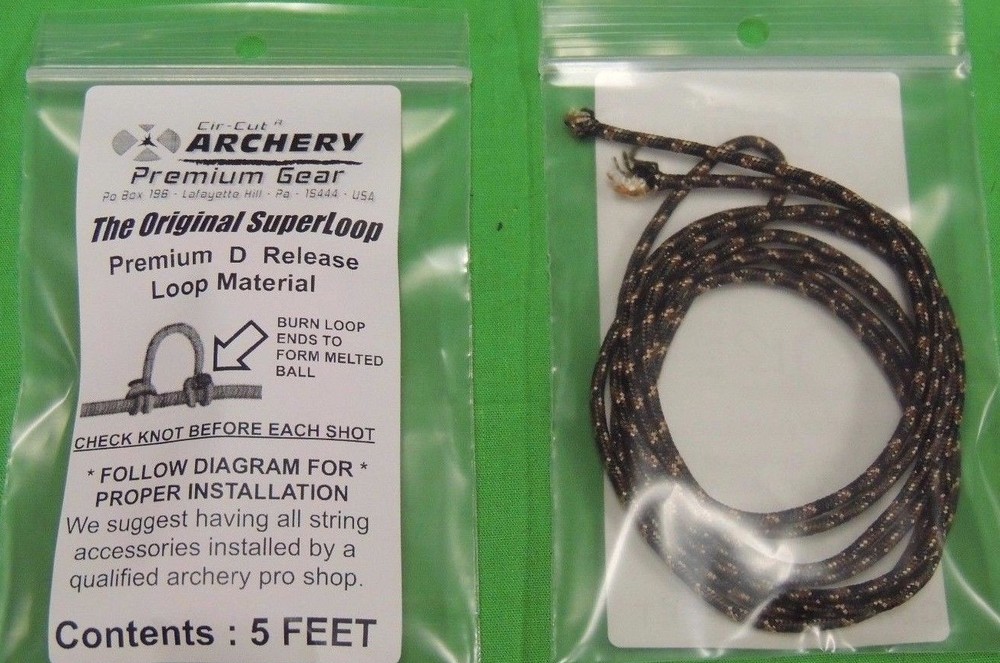 Cir-Cut R
ARCHERY
Premium Gear
Po Box 196 - Lafayette Hill - Pa - 15444 - USA
The Original SuperLoop
Premium D Release
Loop Material
BURN LOOP
ENDS TO
FORM MELTED
BALL
CHECK KNOT BEFORE EACH SHOT
* FOLLOW DIAGRAM FOR *
PROPER INSTALLATION
We suggest having all string
accessories installed by a
qualified archery pro shop.
Contents : 5 FEET